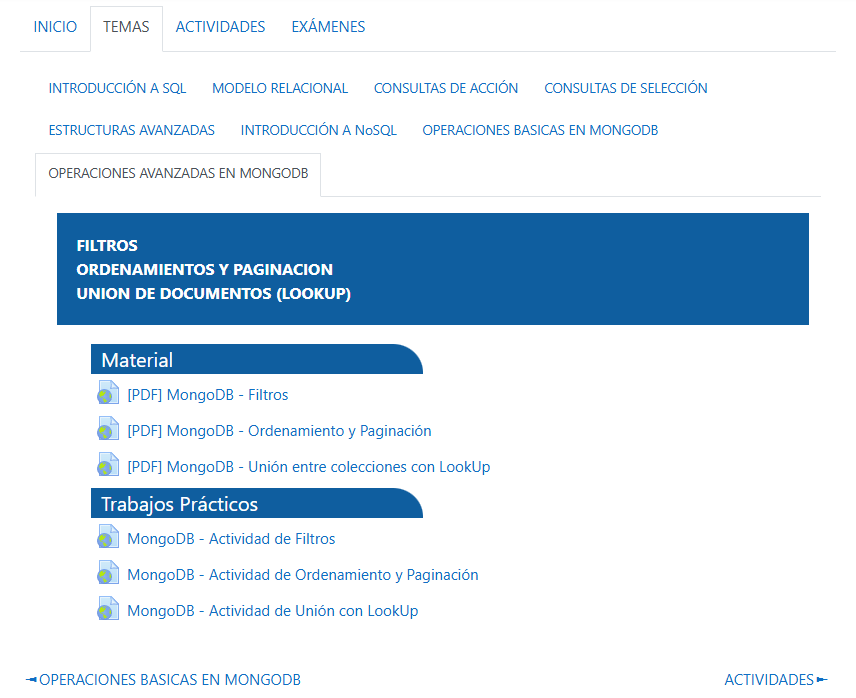 INICIO TEMAS ACTIVIDADES EXÁMENES
INTRODUCCIÓN A SQL MODELO RELACIONAL CONSULTAS DE ACCIÓN CONSULTAS DE SELECCIÓN
ESTRUCTURAS AVANZADAS INTRODUCCIÓN A NoSQL OPERACIONES BASICAS EN MONGODB
OPERACIONES AVANZADAS EN MONGODB
FILTROS
ORDENAMIENTOS Y PAGINACION
UNION DE DOCUMENTOS (LOOKUP)
Material
[PDF] MongoDB - Filtros
[PDF] MongoDB - Ordenamiento y Paginación
[PDF] MongoDB - Unión entre colecciones con LookUp
Trabajos Prácticos
MongoDB - Actividad de Filtros
MongoDB - Actividad de Ordenamiento y Paginación
MongoDB - Actividad de Unión con LookUp
◄OPERACIONES BASICAS EN MONGODB ACTIVIDADES►